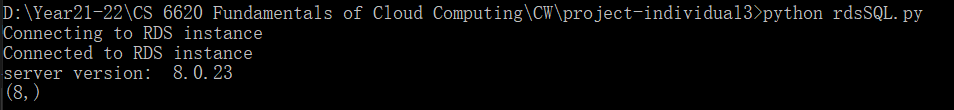 D:\Year21-22\CS 6620 Fundamentals of Cloud Computing\CW\project-individual3>python rdsSQL.py
Connecting to RDS instance
Connected to RDS instance
server version:  8.0.23
(8,)